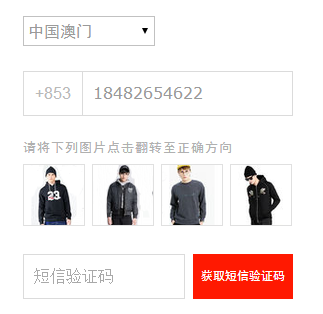 中国澳门
+853 18482654622
请将下列图片点击翻转至正确方向
23
短信验证码 获取短信验证码